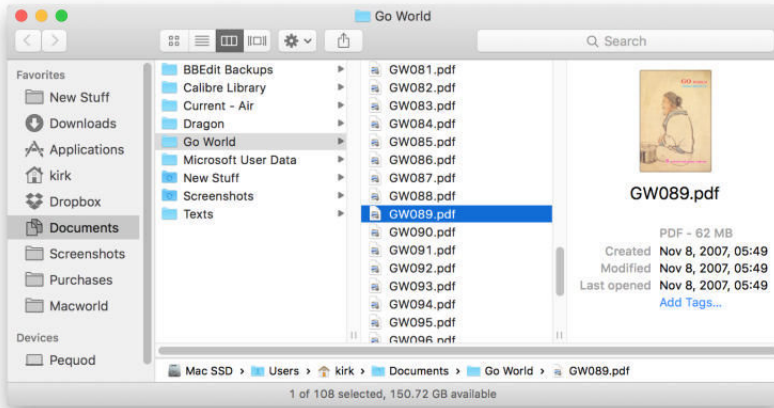 Go World
Search
Favorites
New Stuff
Downloads
Applications
kirk
Dropbox
Documents
Screenshots
Purchases
Macworld
Devices
Pequod
BBEdit Backups
Calibre Library
Current - Air
Dragon
Go World
Microsoft User Data
New Stuff
Screenshots
Texts
GW081.pdf
GW082.pdf
GW083.pdf
GW084.pdf
GW085.pdf
GW086.pdf
GW087.pdf
GW088.pdf
GW089.pdf
GW090.pdf
GW091.pdf
GW092.pdf
GW093.pdf
GW094.pdf
GW095.pdf
GW096.pdf
GW089.pdf
PDF - 62 MB
Created Nov 8, 2007, 05:49
Modified Nov 8, 2007, 05:49
Last opened Nov 8, 2007, 05:49
Add Tags...
Mac SSD › Users › kirk › Documents › Go World › GW089.pdf
1 of 108 selected, 150.72 GB available